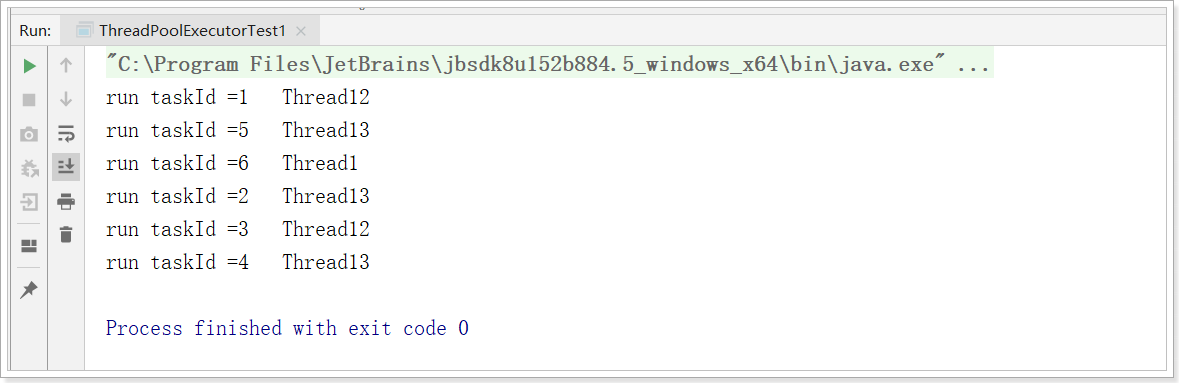 Run: ThreadPoolExecutorTest1
"C:\Program Files\JetBrains\jbsdk8u152b884.5_windows_x64\bin\java.exe" ...
run taskId =1 Thread12
run taskId =5 Thread13
run taskId =6 Thread1
run taskId =2 Thread13
run taskId =3 Thread12
run taskId =4 Thread13
Process finished with exit code 0